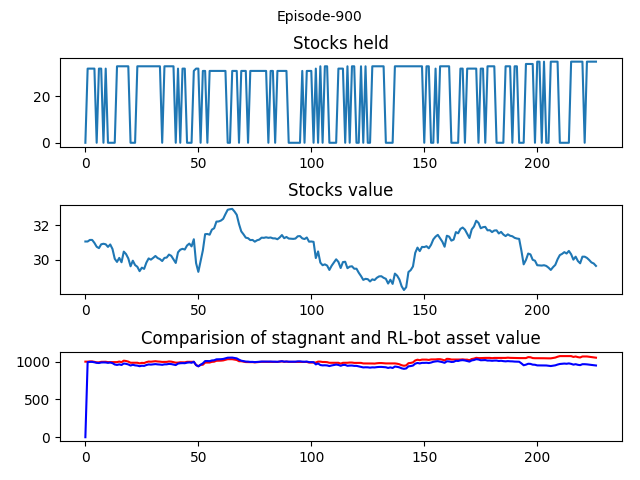 Episode-900
Stocks held
20
0
0 50 100 150 200
Stocks value
32
30
0 50 100 150 200
Comparision of stagnant and RL-bot asset value
1000
500
0
0 50 100 150 200